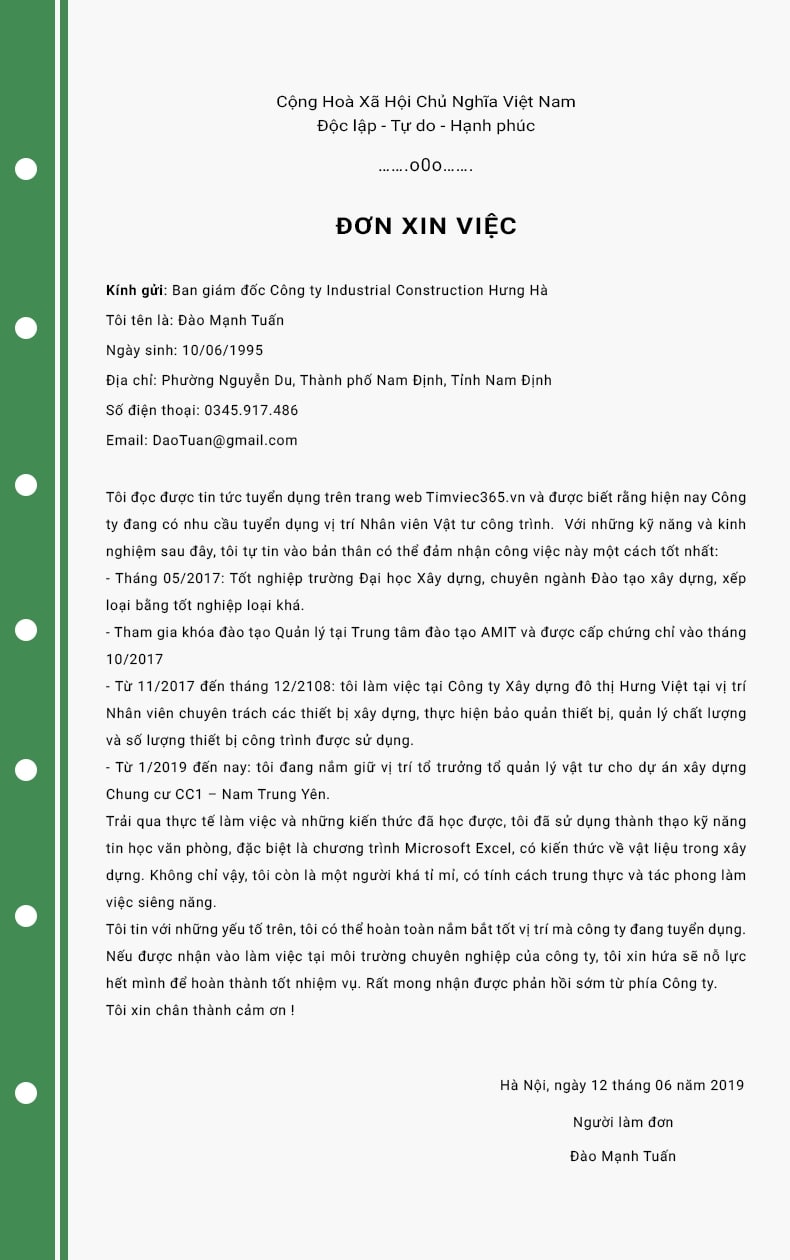 Cộng Hoà Xã Hội Chủ Nghĩa Việt Nam
Độc lập - Tự do - Hạnh phúc
.......o0o.......
ĐƠN XIN VIỆC
Kính gửi: Ban giám đốc Công ty Industrial Construction Hưng Hà
Tôi tên là: Đào Mạnh Tuấn
Ngày sinh: 10/06/1995
Địa chỉ: Phường Nguyễn Du, Thành phố Nam Định, Tỉnh Nam Định
Số điện thoại: 0345.917.486
Email: DaoTuan@gmail.com
Tôi đọc được tin tức tuyển dụng trên trang web Timviec365.vn và được biết rằng hiện nay Công
ty đang có nhu cầu tuyển dụng vị trí Nhân viên Vật tư công trình.  Với những kỹ năng và kinh
nghiệm sau đây, tôi tự tin vào bản thân có thể đảm nhận công việc này một cách tốt nhất:
- Tháng 05/2017: Tốt nghiệp trường Đại học Xây dựng, chuyên ngành Đào tạo xây dựng, xếp
loại bằng tốt nghiệp loại khá.
- Tham gia khóa đào tạo Quản lý tại Trung tâm đào tạo AMIT và được cấp chứng chỉ vào tháng
10/2017
- Từ 11/2017 đến tháng 12/2108: tôi làm việc tại Công ty Xây dựng đô thị Hưng Việt tại vị trí
Nhân viên chuyên trách các thiết bị xây dựng, thực hiện bảo quản thiết bị, quản lý chất lượng
và số lượng thiết bị công trình được sử dụng.
- Từ 1/2019 đến nay: tôi đang nắm giữ vị trí tổ trưởng tổ quản lý vật tư cho dự án xây dựng
Chung cư CC1 – Nam Trung Yên.
Trải qua thực tế làm việc và những kiến thức đã học được, tôi đã sử dụng thành thạo kỹ năng
tin học văn phòng, đặc biệt là chương trình Microsoft Excel, có kiến thức về vật liệu trong xây
dựng. Không chỉ vậy, tôi còn là một người khá tỉ mỉ, có tính cách trung thực và tác phong làm
việc siêng năng.
Tôi tin với những yếu tố trên, tôi có thể hoàn toàn nắm bắt tốt vị trí mà công ty đang tuyển dụng.
Nếu được nhận vào làm việc tại môi trường chuyên nghiệp của công ty, tôi xin hứa sẽ nỗ lực
hết mình để hoàn thành tốt nhiệm vụ. Rất mong nhận được phản hồi sớm từ phía Công ty.
Tôi xin chân thành cảm ơn !
Hà Nội, ngày 12 tháng 06 năm 2019
Người làm đơn
Đào Mạnh Tuấn